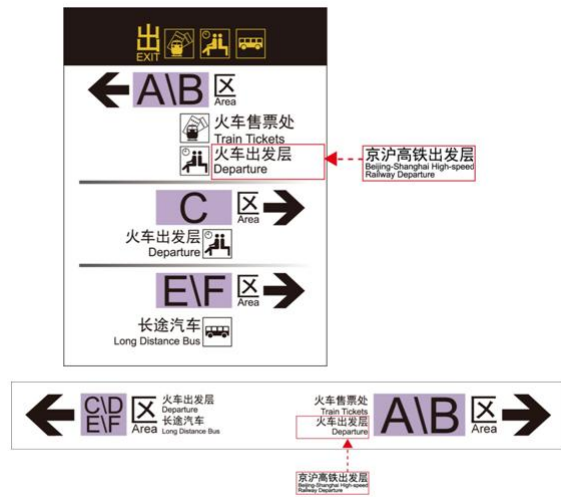 出
EXIT
A\B 区
Area
火车售票处
Train Tickets
火车出发层
Departure
京沪高铁出发层
Beijing-Shanghai High-speed
Railway Departure
C 区
Area
火车出发层
Departure
E\F 区
Area
长途汽车
Long Distance Bus
C\D
E\F
区
Area
火车出发层
Departure
长途汽车
Long Distance Bus
火车售票处
Train Tickets
火车出发层
Departure
A\B 区
Area
京沪高铁出发层
Beijing-Shanghai High-speed
Railway Departure